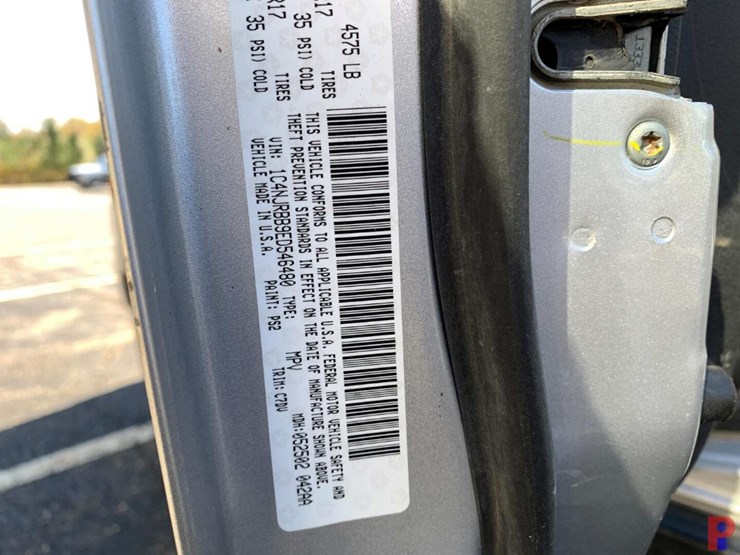 4575 LB
R17 TIRES 35 PSI) COLD
R17 TIRES 35 PSI) COLD
THIS VEHICLE CONFORMS TO ALL APPLICABLE U.S.A. FEDERAL MOTOR VEHICLE SAFETY AND
THEFT PREVENTION STANDARDS IN EFFECT ON THE DATE OF MANUFACTURE SHOWN ABOVE.
VIN: 1C4NJRBB9ED546480 TYPE: MPV MDH:052502 042AA
VEHICLE MADE IN U.S.A. PAINT: PS2 TRIM: C7DV